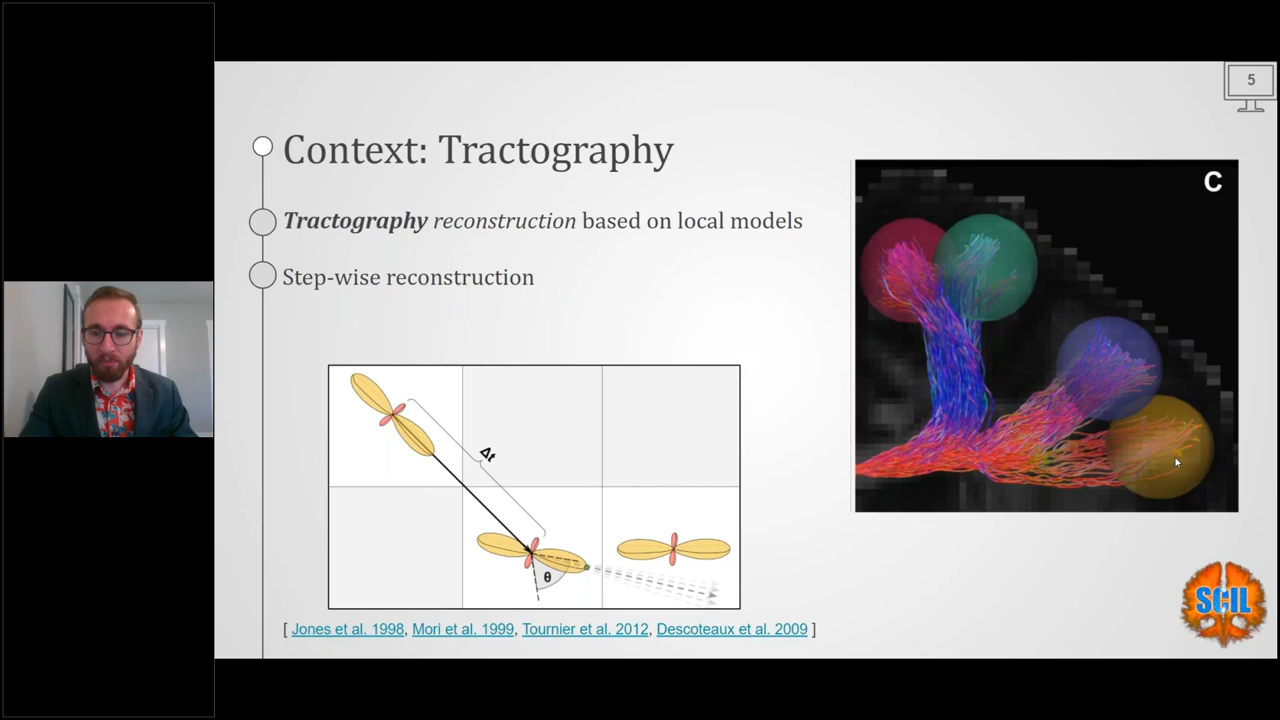 5
Context: Tractography
Tractography reconstruction based on local models
Step-wise reconstruction
C
Δt
θ
[ Jones et al. 1998, Mori et al. 1999, Tournier et al. 2012, Descoteaux et al. 2009 ]
SCIL